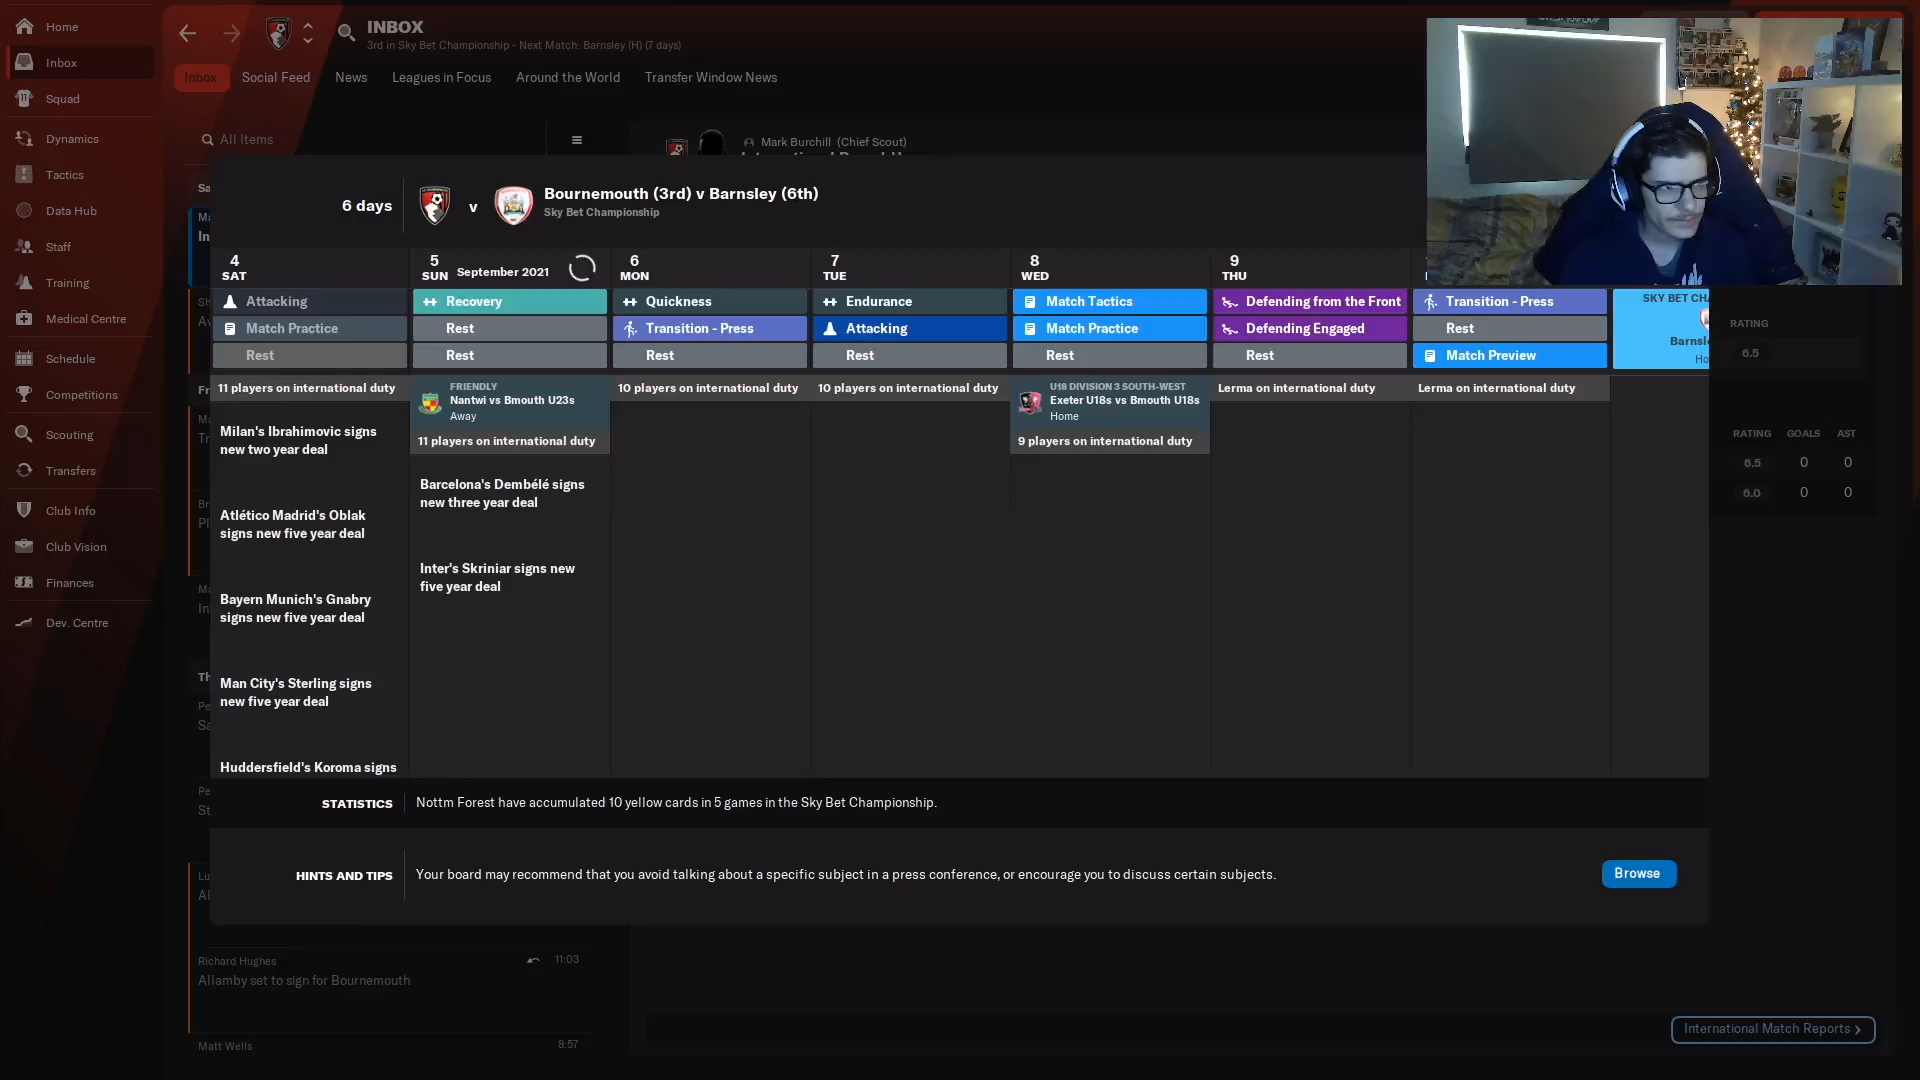 Home
Inbox
Squad
Dynamics
Tactics
Data Hub
Staff
Training
Medical Centre
Schedule
Competitions
Scouting
Transfers
Club Info
Club Vision
Finances
Dev. Centre
INBOX
3rd in Sky Bet Championship - Next Match: Barnsley (H) (7 days)
Inbox
Social Feed
News
Leagues in Focus
Around the World
Transfer Window News
All Items
Mark Burchill (Chief Scout)
6 days
v
Bournemouth (3rd) v Barnsley (6th)
Sky Bet Championship
4
SAT
5
SUN September 2021
6
MON
7
TUE
8
WED
9
THU
Attacking
Match Practice
Rest
Recovery
Rest
Rest
Quickness
Transition - Press
Rest
Endurance
Attacking
Rest
Match Tactics
Match Practice
Rest
Defending from the Front
Defending Engaged
Rest
Transition - Press
Rest
Match Preview
SKY BET CHA
Barnsl
Ho
11 players on international duty
Milan's Ibrahimovic signs
new two year deal
Atlético Madrid's Oblak
signs new five year deal
Bayern Munich's Gnabry
signs new five year deal
Man City's Sterling signs
new five year deal
Huddersfield's Koroma signs
FRIENDLY
Nantwi vs Bmouth U23s
Away
11 players on international duty
Barcelona's Dembélé signs
new three year deal
Inter's Skriniar signs new
five year deal
10 players on international duty
10 players on international duty
U18 DIVISION 3 SOUTH-WEST
Exeter U18s vs Bmouth U18s
Home
9 players on international duty
Lerma on international duty
Lerma on international duty
RATING
6.5
RATING GOALS AST
6.5 0 0
6.0 0 0
STATISTICS
Nottm Forest have accumulated 10 yellow cards in 5 games in the Sky Bet Championship.
HINTS AND TIPS
Your board may recommend that you avoid talking about a specific subject in a press conference, or encourage you to discuss certain subjects.
Browse
Richard Hughes
11:03
Allamby set to sign for Bournemouth
Matt Wells
8:57
International Match Reports